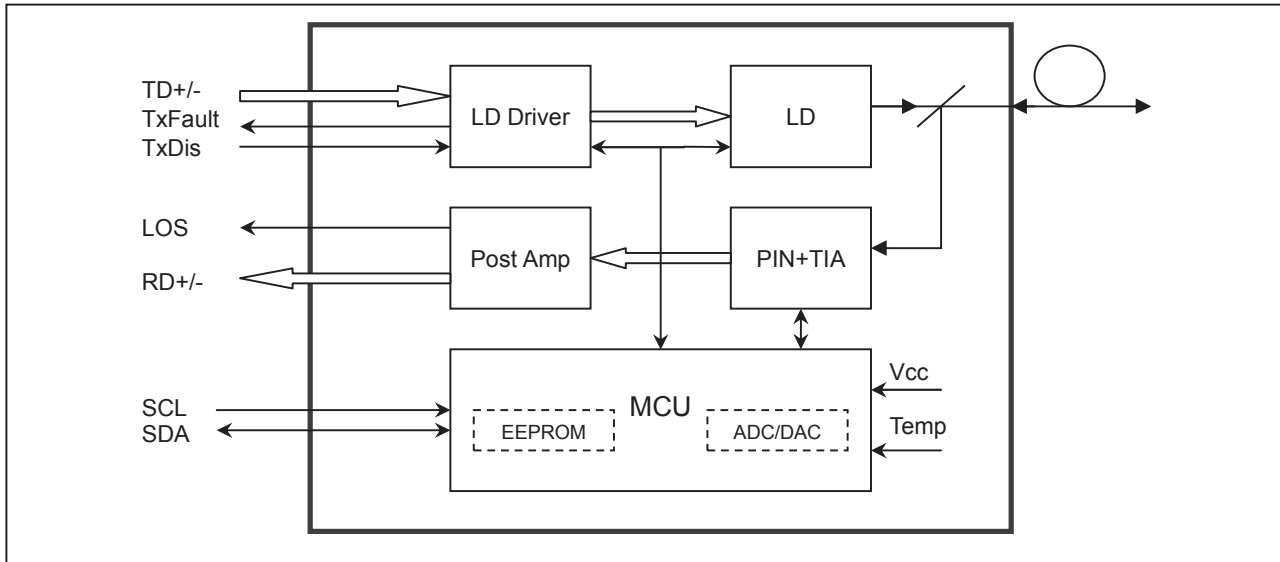 TD+/-
TxFault
TxDis
LD Driver
LD
LOS
RD+/-
Post Amp
PIN+TIA
SCL
SDA
MCU
EEPROM
ADC/DAC
Vcc
Temp